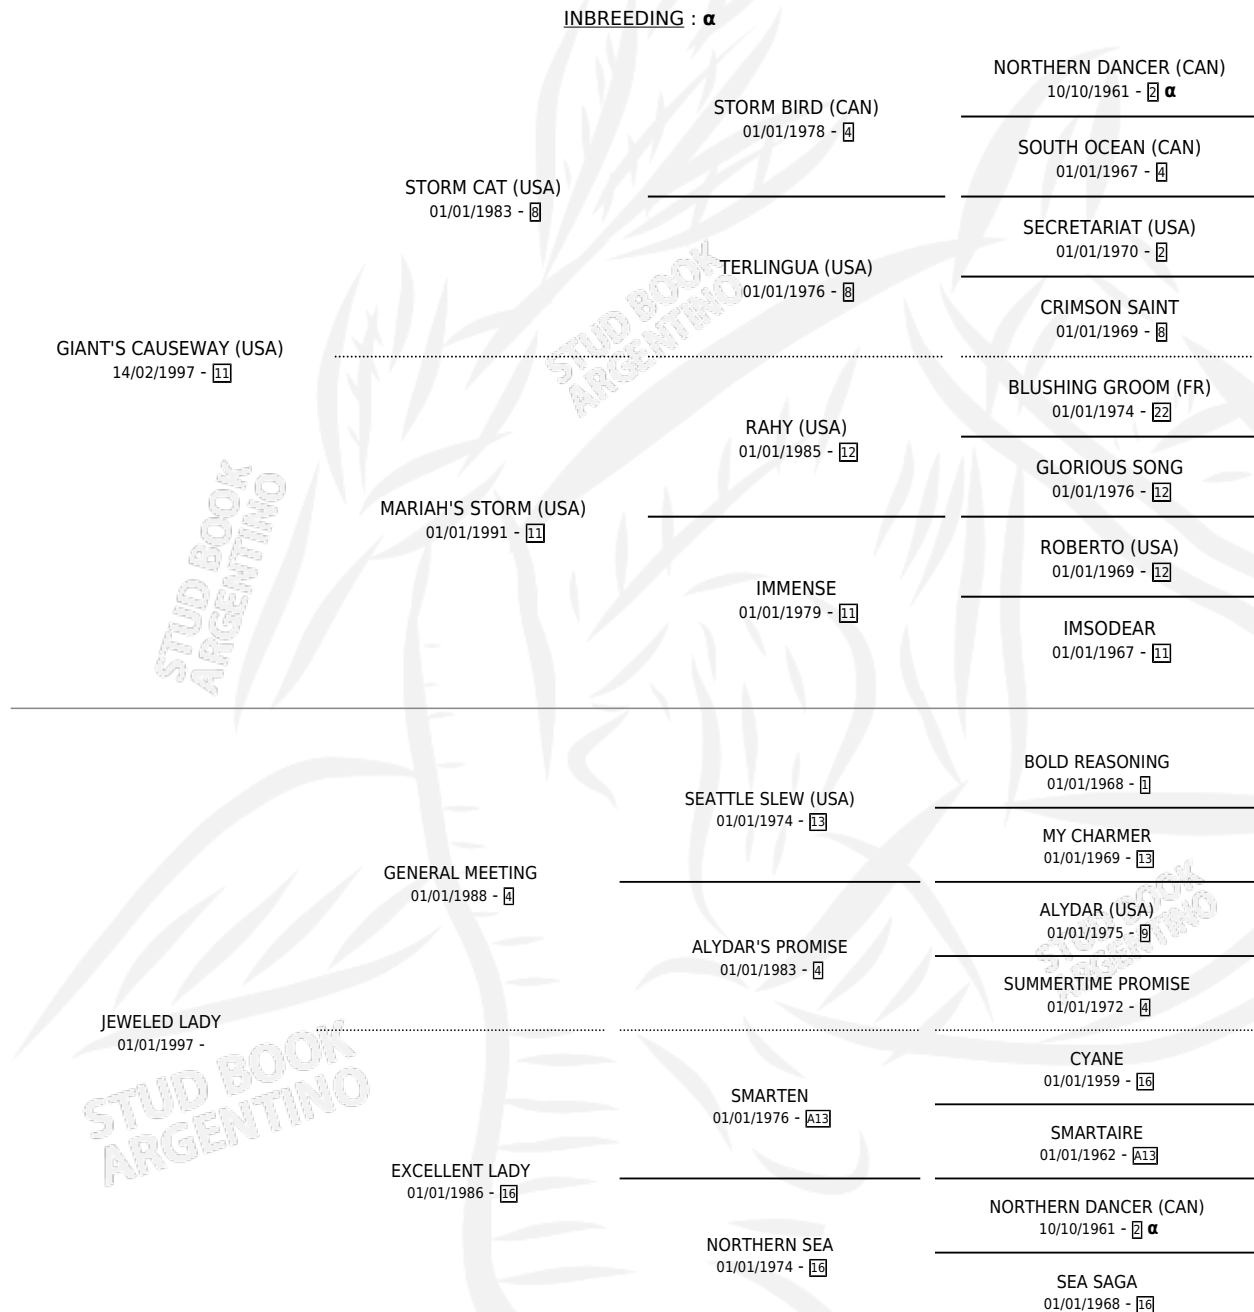 INBREEDING : α
NORTHERN DANCER (CAN)
10/10/1961 - 2 α
STORM BIRD (CAN)
01/01/1978 - 4
SOUTH OCEAN (CAN)
01/01/1967 - 4
STORM CAT (USA)
01/01/1983 - 8
SECRETARIAT (USA)
01/01/1970 - 2
TERLINGUA (USA)
01/01/1976 - 8
CRIMSON SAINT
01/01/1969 - 8
GIANT'S CAUSEWAY (USA)
14/02/1997 - 11
BLUSHING GROOM (FR)
01/01/1974 - 22
RAHY (USA)
01/01/1985 - 12
GLORIOUS SONG
01/01/1976 - 12
MARIAH'S STORM (USA)
01/01/1991 - 11
ROBERTO (USA)
01/01/1969 - 12
IMMENSE
01/01/1979 - 11
IMSODEAR
01/01/1967 - 11
BOLD REASONING
01/01/1968 - 1
SEATTLE SLEW (USA)
01/01/1974 - 13
MY CHARMER
01/01/1969 - 13
GENERAL MEETING
01/01/1988 - 4
ALYDAR (USA)
01/01/1975 - 9
ALYDAR'S PROMISE
01/01/1983 - 4
SUMMERTIME PROMISE
01/01/1972 - 4
JEWELED LADY
01/01/1997 -
CYANE
01/01/1959 - 16
SMARTEN
01/01/1976 - A13
SMARTAIRE
01/01/1962 - A13
EXCELLENT LADY
01/01/1986 - 16
NORTHERN DANCER (CAN)
10/10/1961 - 2 α
NORTHERN SEA
01/01/1974 - 16
SEA SAGA
01/01/1968 - 16
STUD BOOK
ARGENTINO
STUD BOOK
ARGENTINO
STUD BOOK
ARGENTINO
STUD BOOK
ARGENTINO